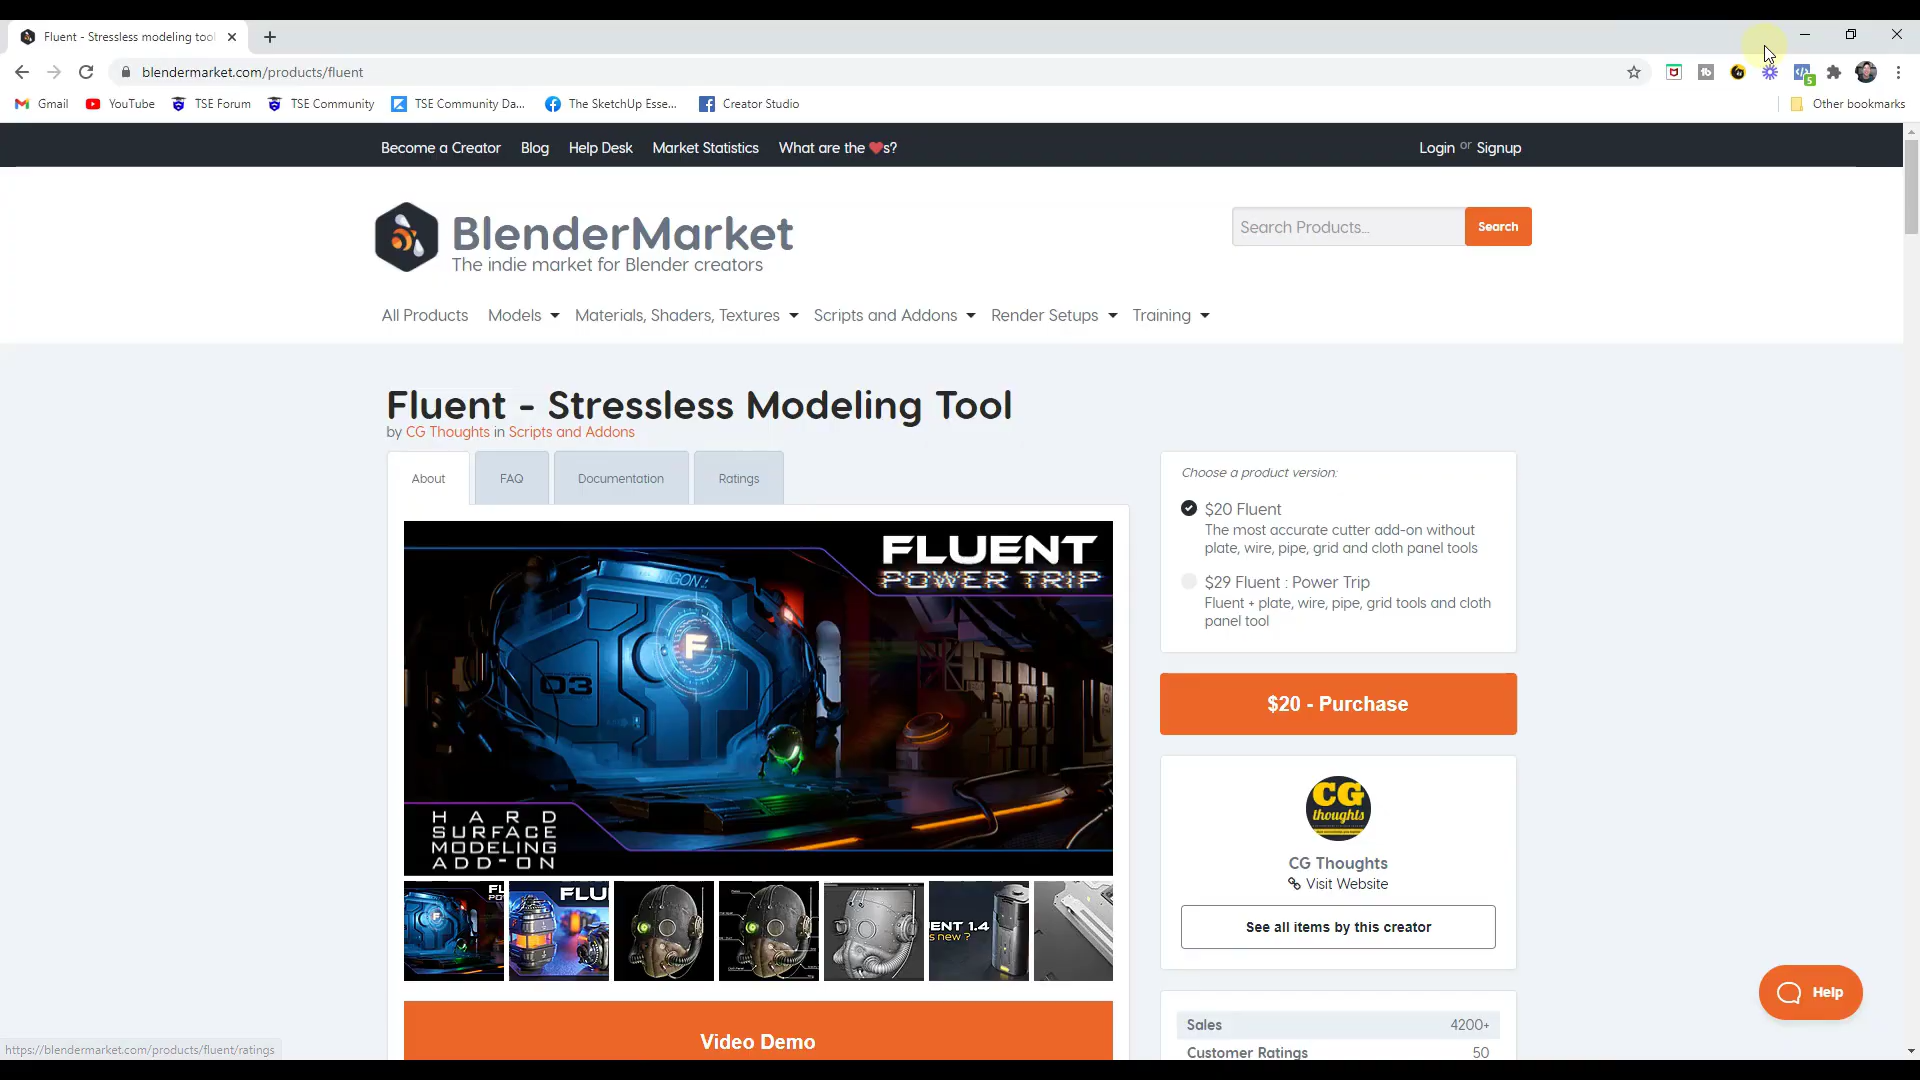 Fluent - Stressless modeling tool
blendermarket.com/products/fluent
5
Gmail
YouTube
TSE Forum
TSE Community
TSE Community Da...
The SketchUp Esse...
Creator Studio
Other bookmarks
Become a Creator
Blog
Help Desk
Market Statistics
What are the ❤s?
Login or Signup
BlenderMarket
The indie market for Blender creators
Search Products...
Search
All Products
Models
Materials, Shaders, Textures
Scripts and Addons
Render Setups
Training
Fluent - Stressless Modeling Tool
by CG Thoughts in Scripts and Addons
About
FAQ
Documentation
Ratings
FLUENT
POWER TRIP
F
03
HARD
SURFACE
MODELING
ADD-ON
FLU
ENT 1.4
s new ?
Video Demo
Choose a product version:
$20 Fluent
The most accurate cutter add-on without
plate, wire, pipe, grid and cloth panel tools
$29 Fluent : Power Trip
Fluent + plate, wire, pipe, grid tools and cloth
panel tool
$20 - Purchase
CG
thoughts
CG Thoughts
Visit Website
See all items by this creator
Sales 4200+
Customer Ratings 50
Help
https://blendermarket.com/products/fluent/ratings